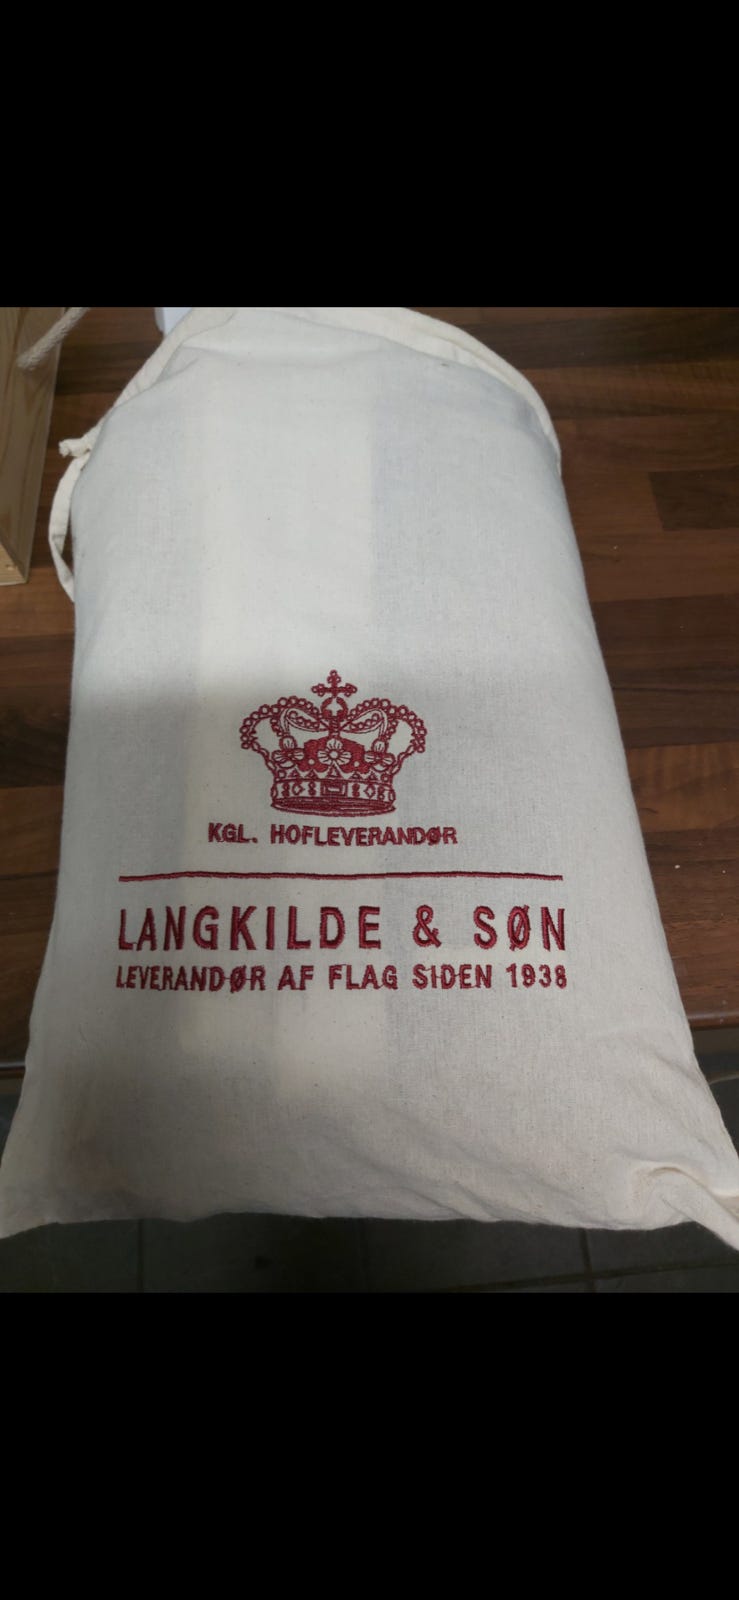 KGL. HOFLEVERANDØR
LANGKILDE & SØN
LEVERANDØR AF FLAG SIDEN 1938